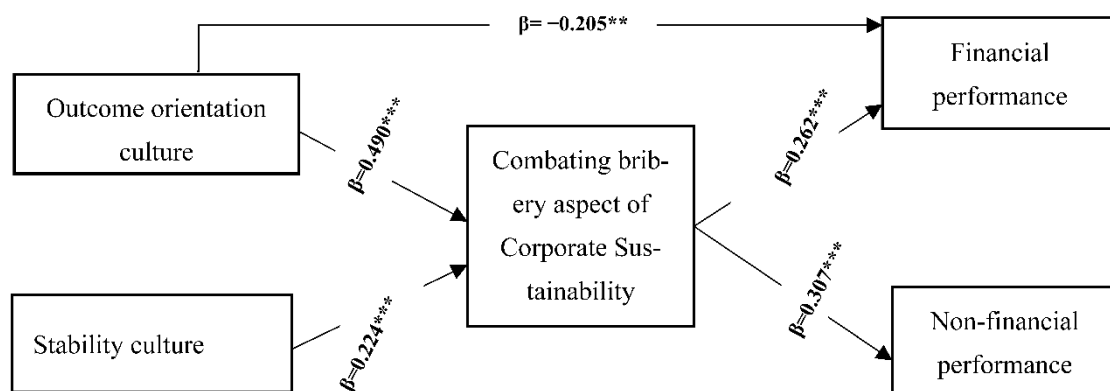 β= −0.205**
Financial
performance
Outcome orientation
culture
β=0.490***
β=0.262***
Combating brib-
ery aspect of
Corporate Sus-
tainability
Stability culture
β=0.224***
β=0.307***
Non-financial
performance